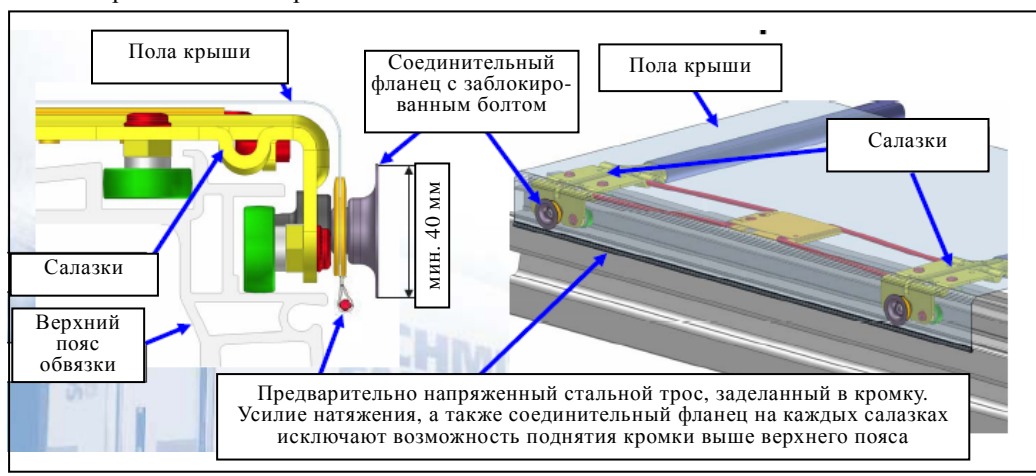 Пола крыши
Соединительный
фланец с заблокиро-
ванным болтом
Пола крыши
Салазки
мин. 40 мм
Салазки
Верхний
пояс
обвязки
Предварительно напряженный стальной трос, заделанный в кромку.
Усилие натяжения, а также соединительный фланец на каждых салазках
исключают возможность поднятия кромки выше верхнего пояса